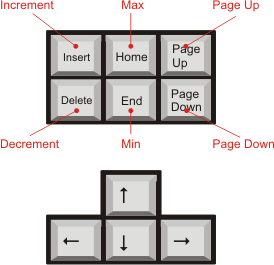 Increment Max Page Up
Insert Home Page Up
Delete End Page Down
Decrement Min Page Down
↑
← ↓ →